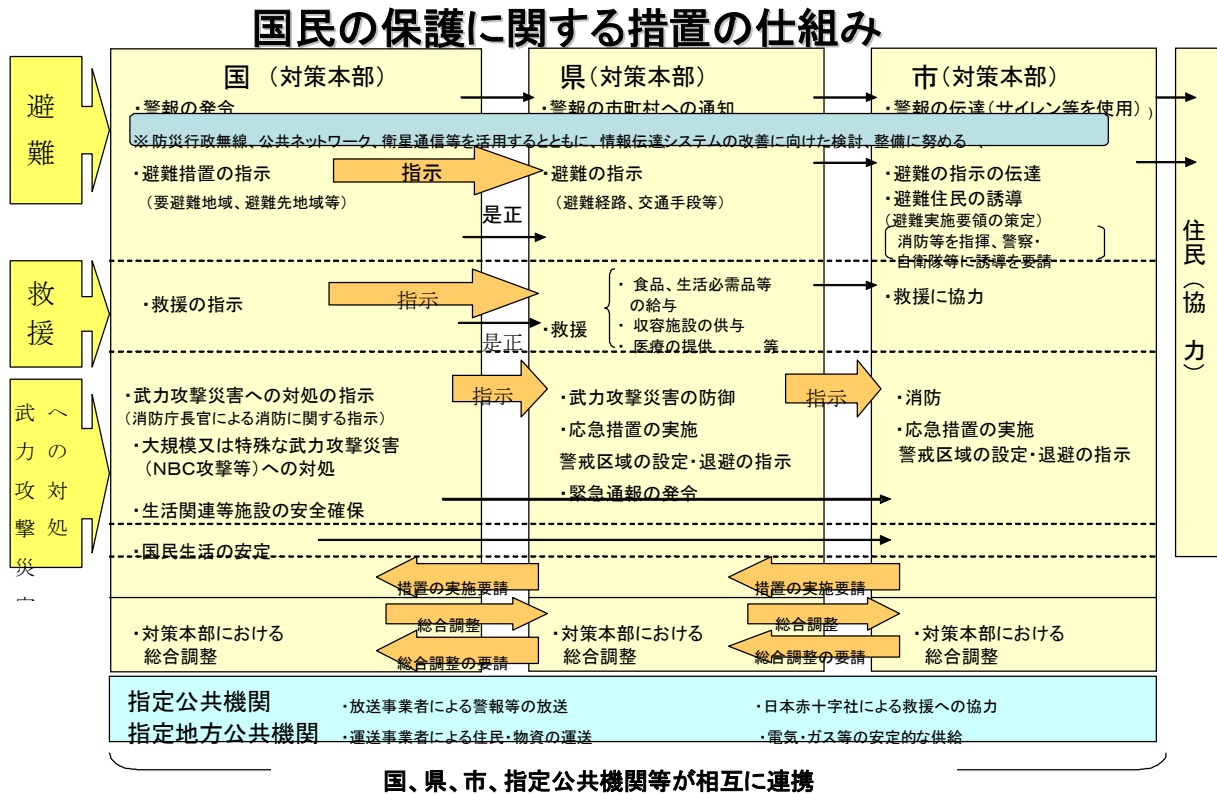 国民の保護に関する措置の仕組み
避難
国 (対策本部)
県(対策本部)
市(対策本部)
・警報の発令
・警報の市町村への通知
・警報の伝達(サイレン等を使用)
※ 防災行政無線、公共ネットワーク、衛星通信等を活用するとともに、情報伝達システムの改善に向けた検討、整備に努める 、
・避難措置の指示
(要避難地域、避難先地域等)
指示
是正
・避難の指示
(避難経路、交通手段等)
・避難の指示の伝達
・避難住民の誘導
(避難実施要領の策定)
消防等を指揮、警察・
自衛隊等に誘導を要請
住民(協力)
救援
・救援の指示
指示
是正
・救援
・ 食品、生活必需品等
の給与
・ 収容施設の供与
・ 医療の提供 等
・救援に協力
武力攻撃災
への対処
・武力攻撃災害への対処の指示
(消防庁長官による消防に関する指示)
・大規模又は特殊な武力攻撃災害
(NBC攻撃等)への対処
・生活関連等施設の安全確保
指示
・武力攻撃災害の防御
・応急措置の実施
警戒区域の設定・退避の指示
・緊急通報の発令
指示
・消防
・応急措置の実施
警戒区域の設定・退避の指示
・国民生活の安定
措置の実施要請
措置の実施要請
・対策本部における
総合調整
総合調整
総合調整の要請
・対策本部における
総合調整
総合調整
総合調整の要請
・対策本部における
総合調整
指定公共機関
指定地方公共機関
・放送事業者による警報等の放送
・日本赤十字社による救援への協力
・運送事業者による住民・物資の運送
・電気・ガス等の安定的な供給
国、県、市、指定公共機関等が相互に連携